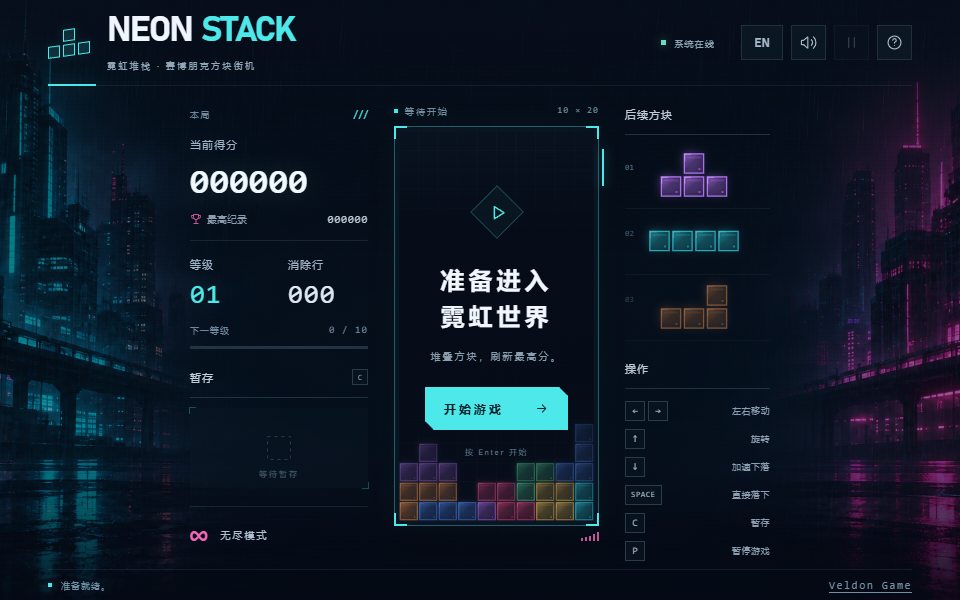 NEON STACK
霓虹堆栈 · 赛博朋克方块街机
系统在线
EN
本局
///
当前得分
000000
最高纪录 000000
等级 消除行
01 000
下一等级 0 / 10
暂存 C
等待暂存
无尽模式
等待开始 10 × 20
准备进入
霓虹世界
堆叠方块，刷新最高分。
开始游戏 →
按 Enter 开始
后续方块
01
02
03
操作
← → 左右移动
↑ 旋转
↓ 加速下落
SPACE 直接落下
C 暂存
P 暂停游戏
准备就绪。
Veldon Game